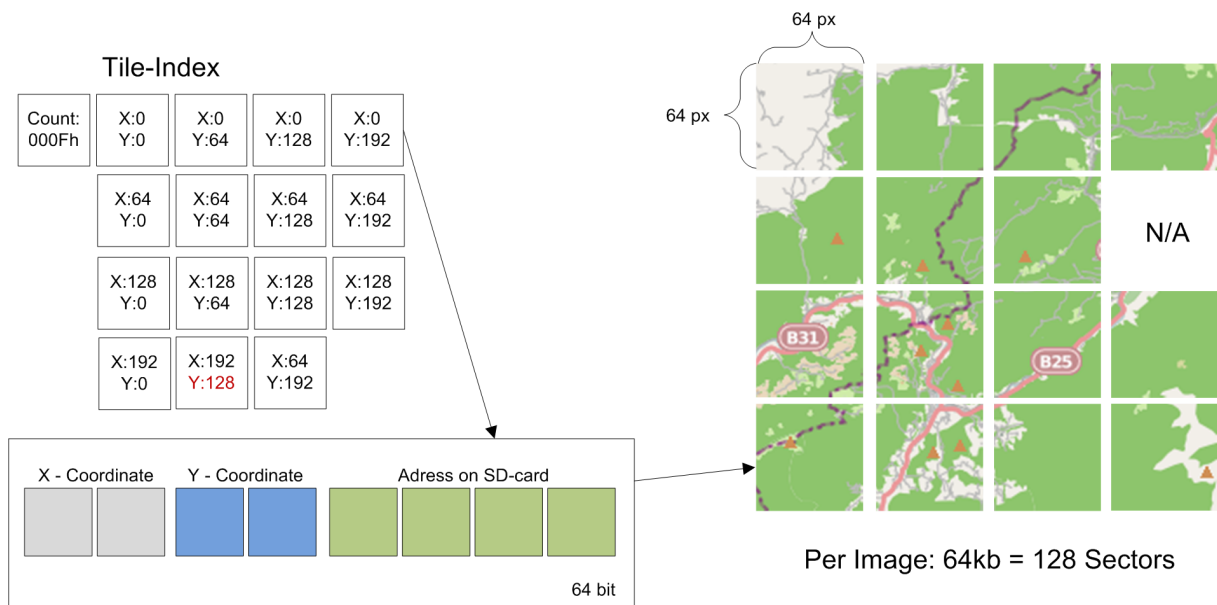 64 px
Tile-Index
64 px
Count:
000Fh
X:0
Y:0
X:0
Y:64
X:0
Y:128
X:0
Y:192
X:64
Y:0
X:64
Y:64
X:64
Y:128
X:64
Y:192
N/A
X:128
Y:0
X:128
Y:64
X:128
Y:128
X:128
Y:192
B31
B25
X:192
Y:0
X:192
Y:128
X:64
Y:192
X - Coordinate
Y - Coordinate
Adress on SD-card
64 bit
Per Image: 64kb = 128 Sectors